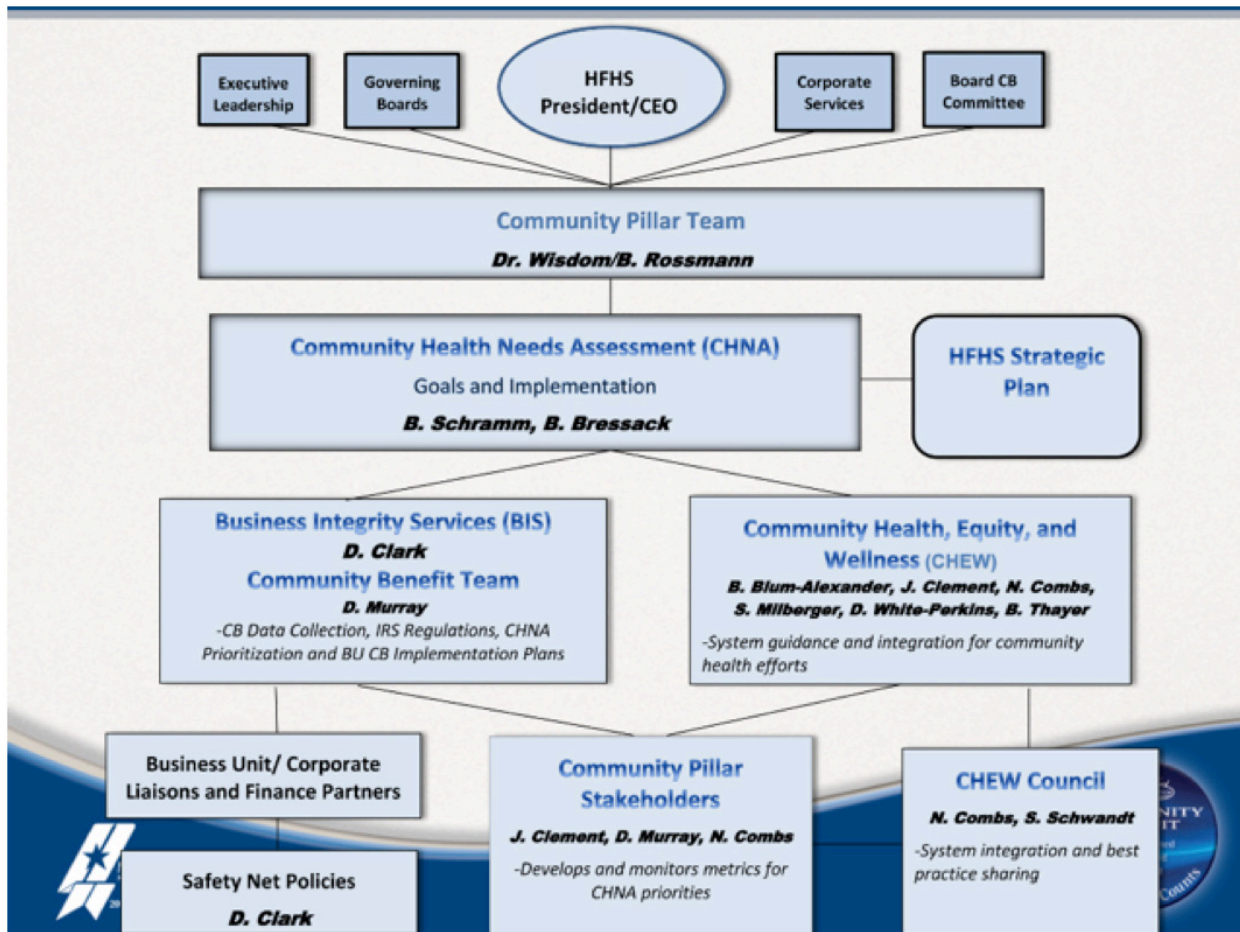 Executive
Leadership
Governing
Boards
HFHS
President/CEO
Corporate
Services
Board CB
Committee
Community Pillar Team
Dr. Wisdom/B. Rossmann
Community Health Needs Assessment (CHNA)
Goals and Implementation
B. Schramm, B. Bressack
HFHS Strategic
Plan
Business Integrity Services (BIS)
D. Clark
Community Benefit Team
D. Murray
-CB Data Collection, IRS Regulations, CHNA
Prioritization and BU CB Implementation Plans
Community Health, Equity, and
Wellness (CHEW)
B. Blum-Alexander, J. Clement, N. Combs,
S. Milberger, D. White-Perkins, B. Thayer
-System guidance and integration for community
health efforts
Business Unit/ Corporate
Liaisons and Finance Partners
Safety Net Policies
D. Clark
Community Pillar
Stakeholders
J. Clement, D. Murray, N. Combs
-Develops and monitors metrics for
CHNA priorities
CHEW Council
N. Combs, S. Schwandt
-System integration and best
practice sharing
Counts